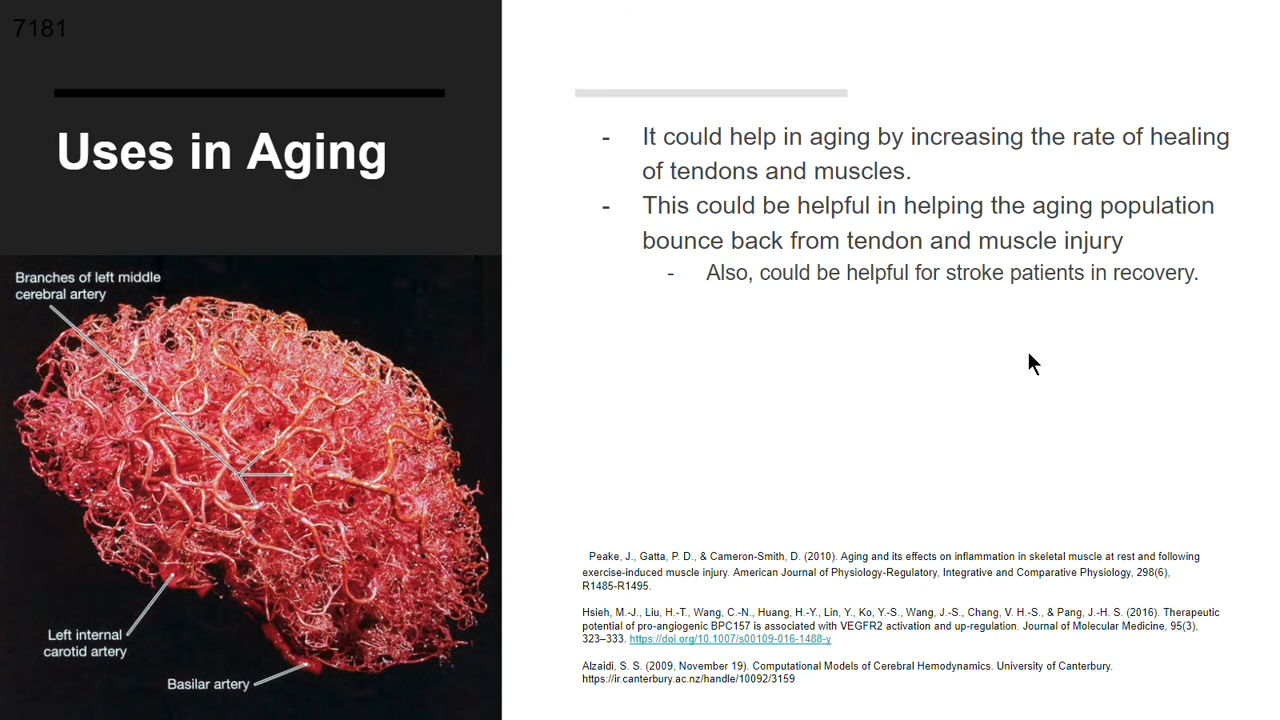 7181
Uses in Aging
Branches of left middle
cerebral artery
Left internal
carotid artery
Basilar artery
- It could help in aging by increasing the rate of healing
of tendons and muscles.
- This could be helpful in helping the aging population
bounce back from tendon and muscle injury
- Also, could be helpful for stroke patients in recovery.
Peake, J., Gatta, P. D., & Cameron-Smith, D. (2010). Aging and its effects on inflammation in skeletal muscle at rest and following
exercise-induced muscle injury. American Journal of Physiology-Regulatory, Integrative and Comparative Physiology, 298(6),
R1485-R1495.
Hsieh, M.-J., Liu, H.-T., Wang, C.-N., Huang, H.-Y., Lin, Y., Ko, Y.-S., Wang, J.-S., Chang, V. H.-S., & Pang, J.-H. S. (2016). Therapeutic
potential of pro-angiogenic BPC157 is associated with VEGFR2 activation and up-regulation. Journal of Molecular Medicine, 95(3),
323–333. https://doi.org/10.1007/s00109-016-1488-y
Alzaidi, S. S. (2009, November 19). Computational Models of Cerebral Hemodynamics. University of Canterbury.
https://ir.canterbury.ac.nz/handle/10092/3159